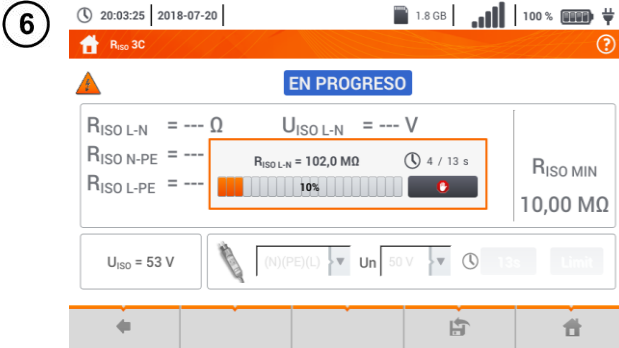 6
20:03:25 2018-07-20 1.8 GB 100 %
RISO 3C ?
EN PROGRESO
RISO L-N = --- Ω UISO L-N = --- V
RISO N-PE = ---
RISO L-PE = ---
RISO L-N = 102,0 MΩ 4 / 13 s
10%
RISO MIN
10,00 MΩ
UISO = 53 V
(N)(PE)(L) Un 50 V 13s Limit